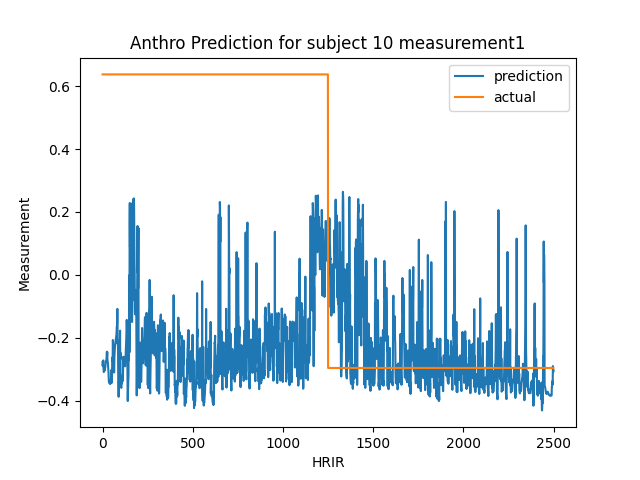 Anthro Prediction for subject 10 measurement1
prediction
actual
Measurement
0.6
0.4
0.2
0.0
−0.2
−0.4
0
500
1000
1500
2000
2500
HRIR